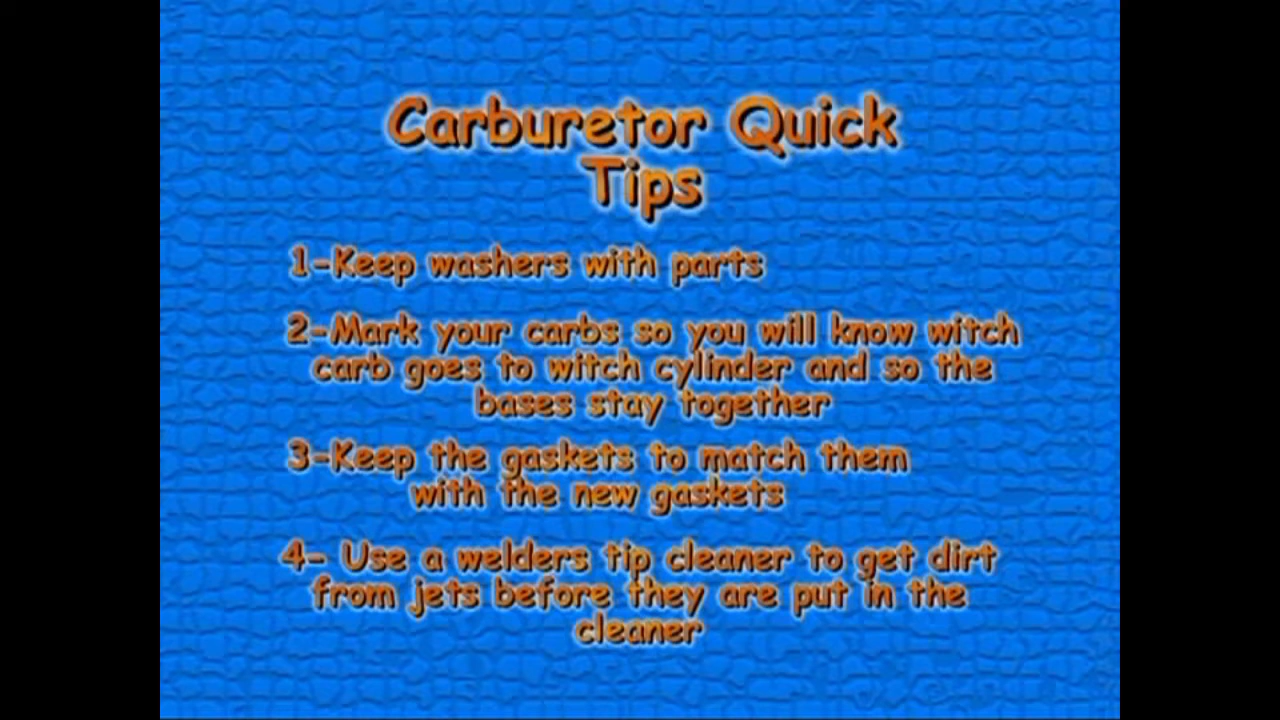 Carburetor Quick
Tips
1-Keep washers with parts
2-Mark your carbs so you will know witch
carb goes to witch cylinder and so the
bases stay together
3-Keep the gaskets to match them
with the new gaskets
4- Use a welders tip cleaner to get dirt
from jets before they are put in the
cleaner